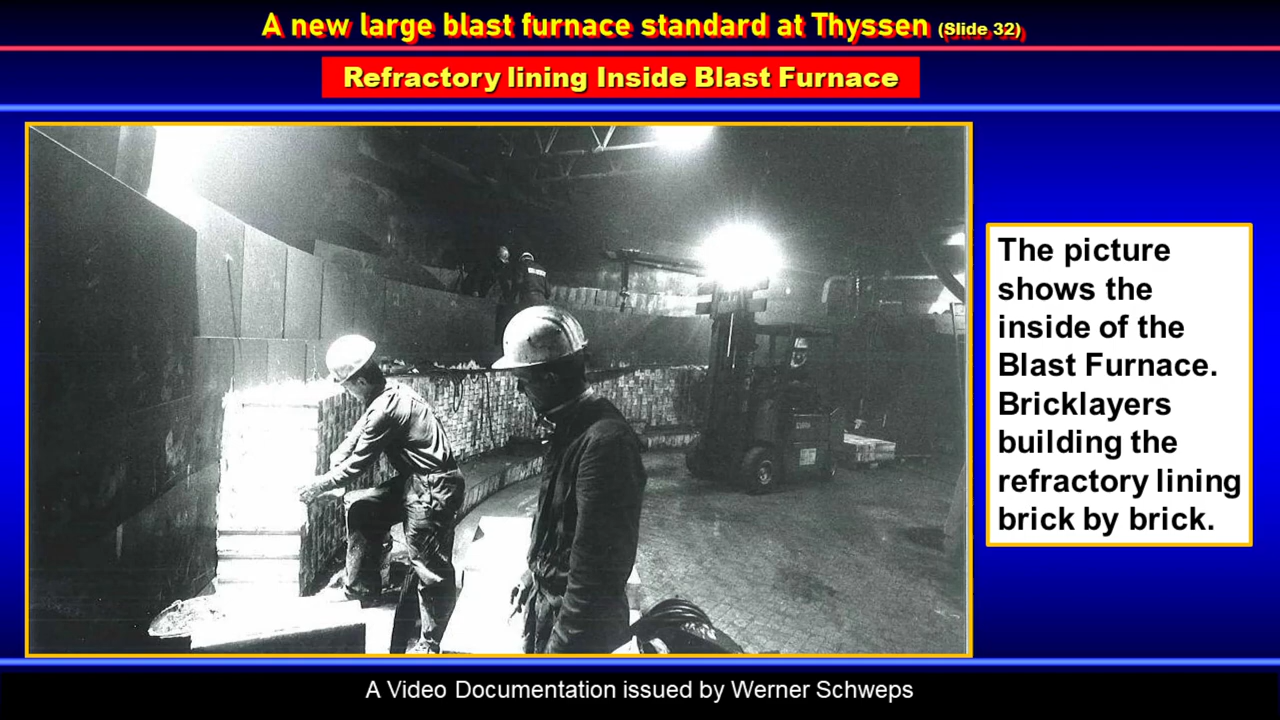 A new large blast furnace standard at Thyssen (Slide 32)
Refractory lining Inside Blast Furnace
The picture
shows the
inside of the
Blast Furnace.
Bricklayers
building the
refractory lining
brick by brick.
A Video Documentation issued by Werner Schweps